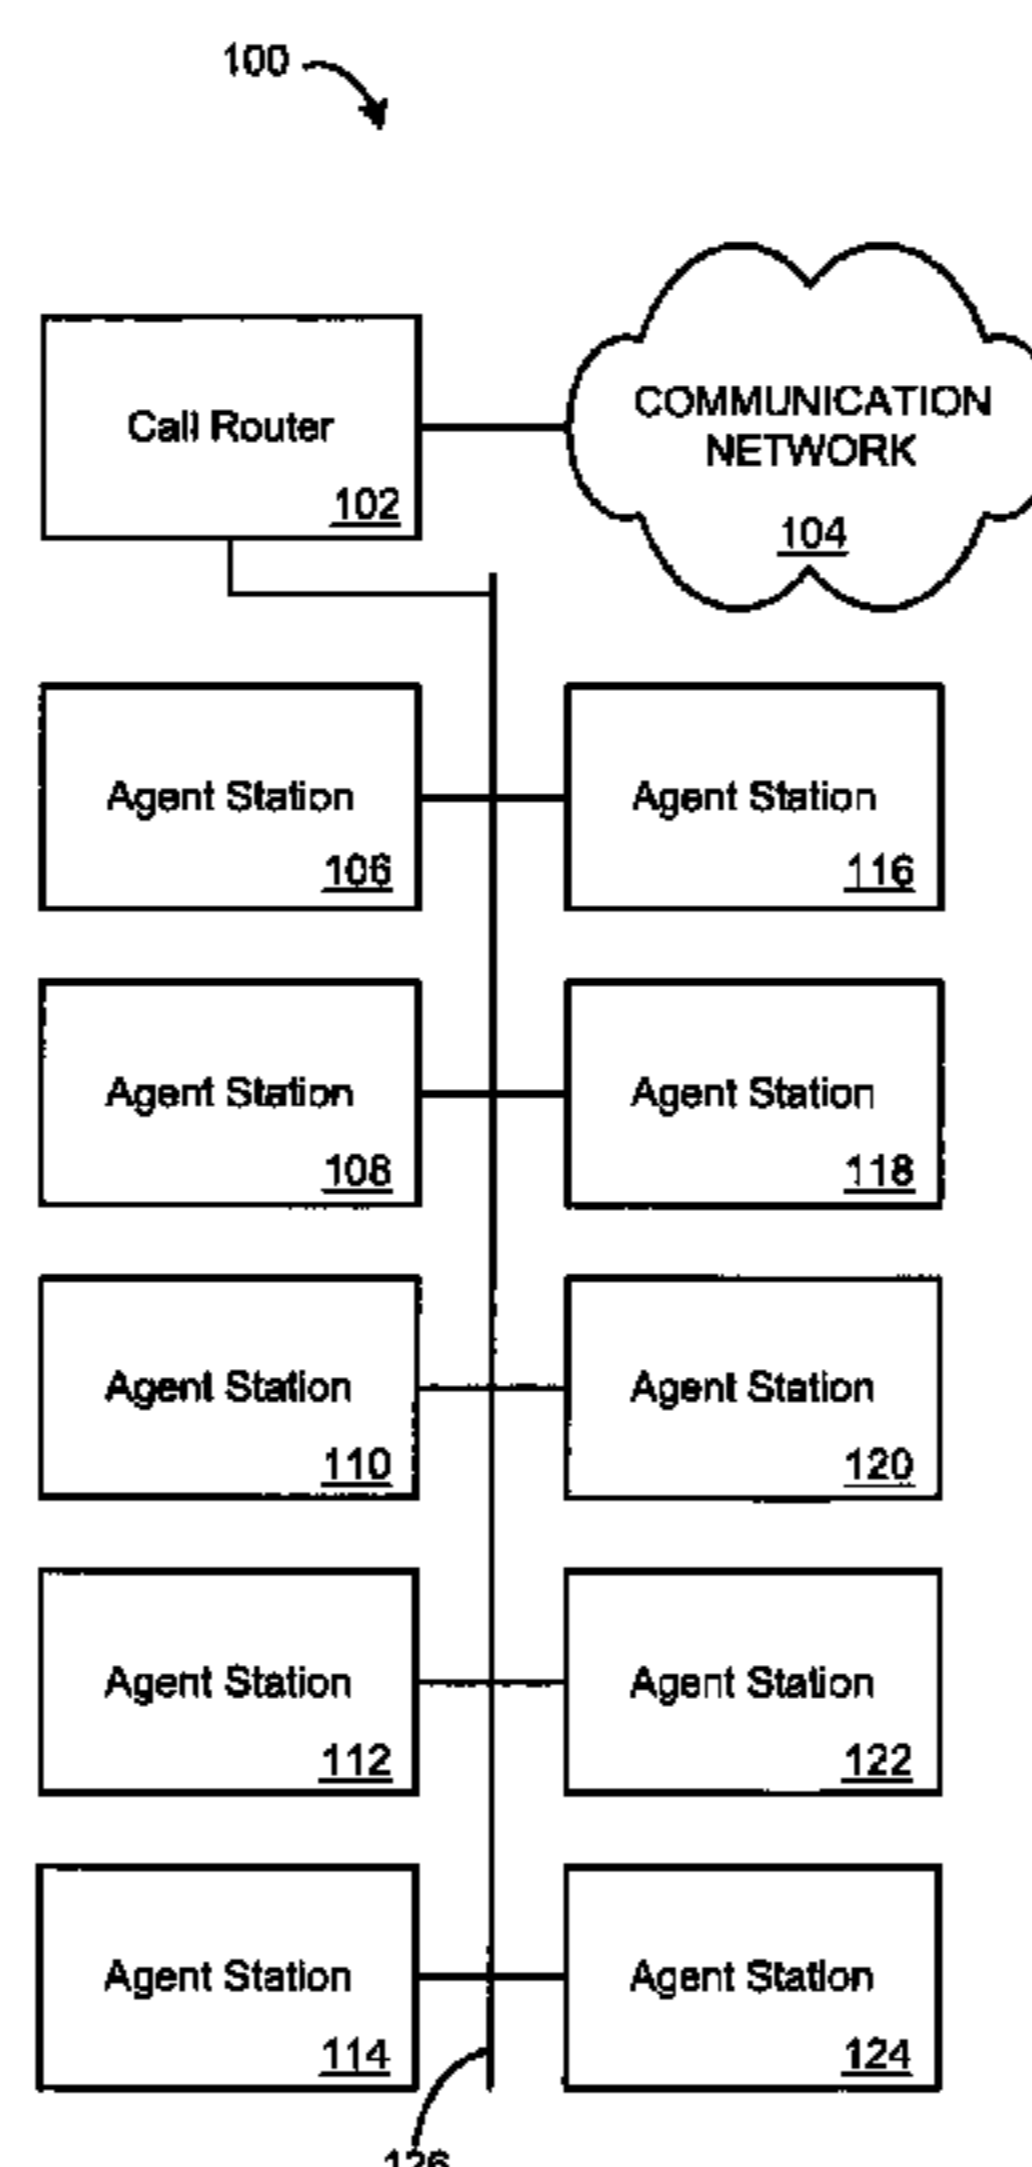 100
Call Router
102
COMMUNICATION
NETWORK
104
Agent Station
106
Agent Station
116
Agent Station
108
Agent Station
118
Agent Station
110
Agent Station
120
Agent Station
112
Agent Station
122
Agent Station
114
Agent Station
124
126